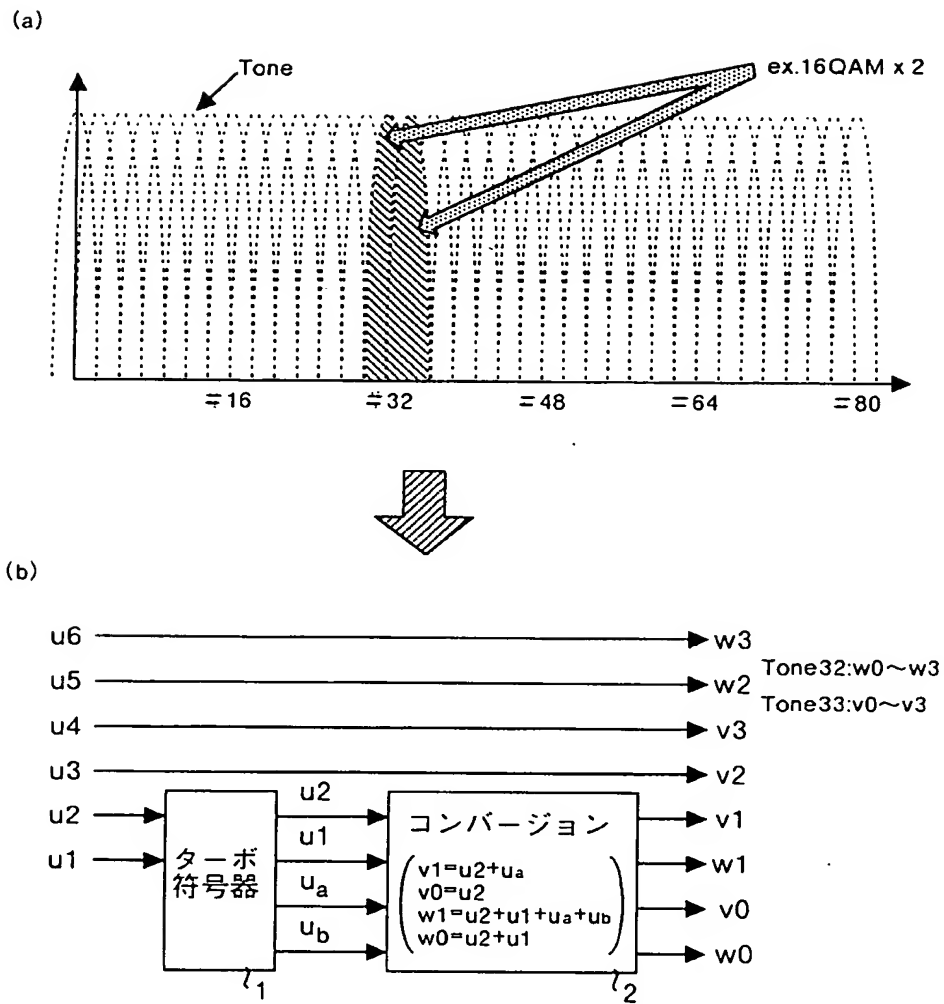 (a)
Tone
ex.16QAM x 2
≒16 ≒32 ≒48 ≒64 ≒80
(b)
u6 w3
u5 w2
Tone32:w0～w3
u4 v3
Tone33:v0～v3
u3 v2
u2 ターボ符号器 u2 コンバージョン v1
u1 u1 v1=u2+ua w1
v0=u2
ua w1=u2+u1+ua+ub v0
ub w0=u2+u1 w0
1 2